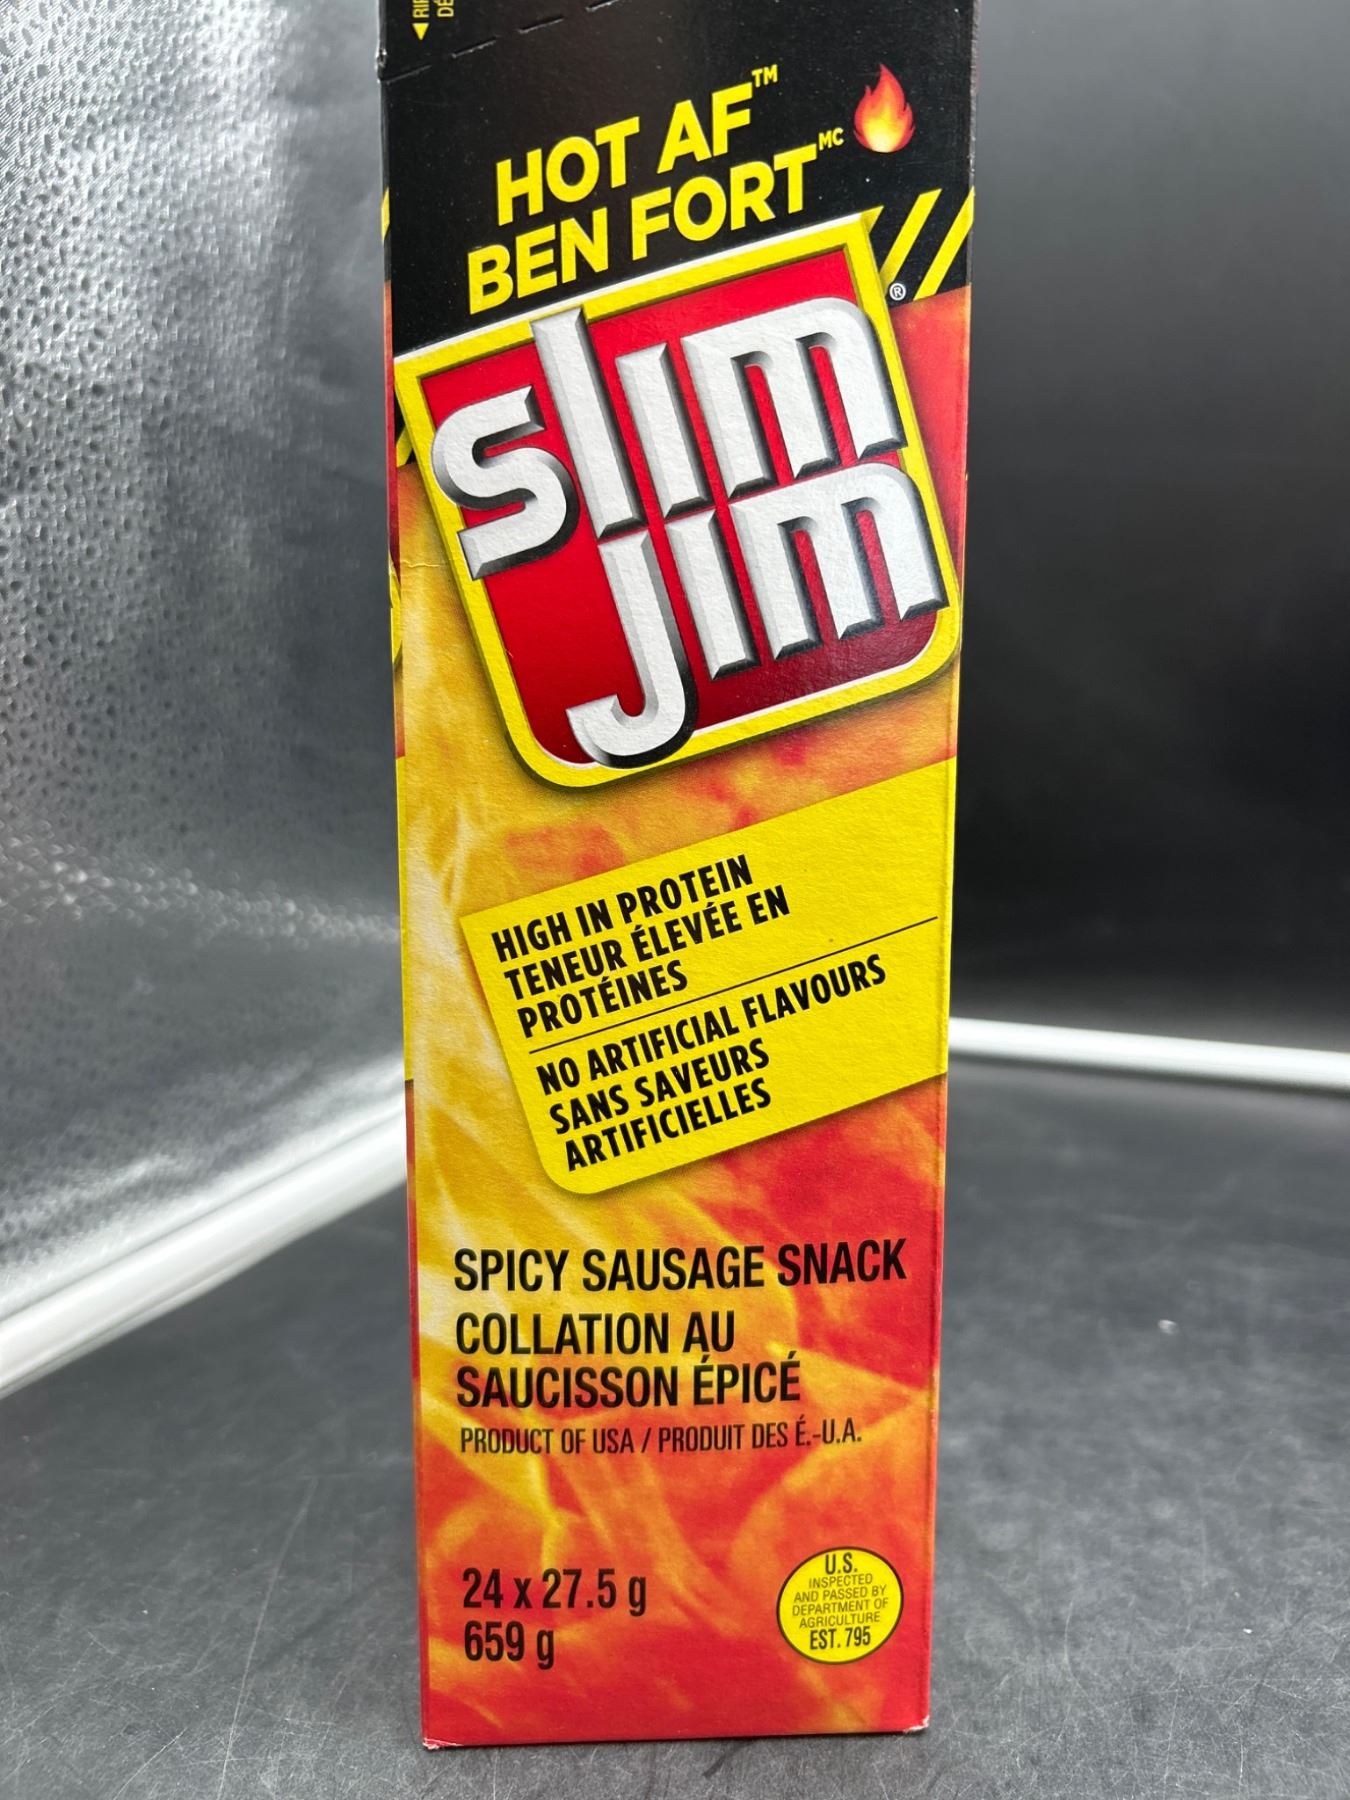 HOT AF™
BEN FORT MC
slim
jim®
HIGH IN PROTEIN
TENEUR ÉLEVÉE EN
PROTÉINES
NO ARTIFICIAL FLAVOURS
SANS SAVEURS
ARTIFICIELLES
SPICY SAUSAGE SNACK
COLLATION AU
SAUCISSON ÉPICÉ
PRODUCT OF USA / PRODUIT DES É.-U.A.
24 x 27.5 g
659 g
U.S.
INSPECTED
AND PASSED BY
DEPARTMENT OF
AGRICULTURE
EST. 795